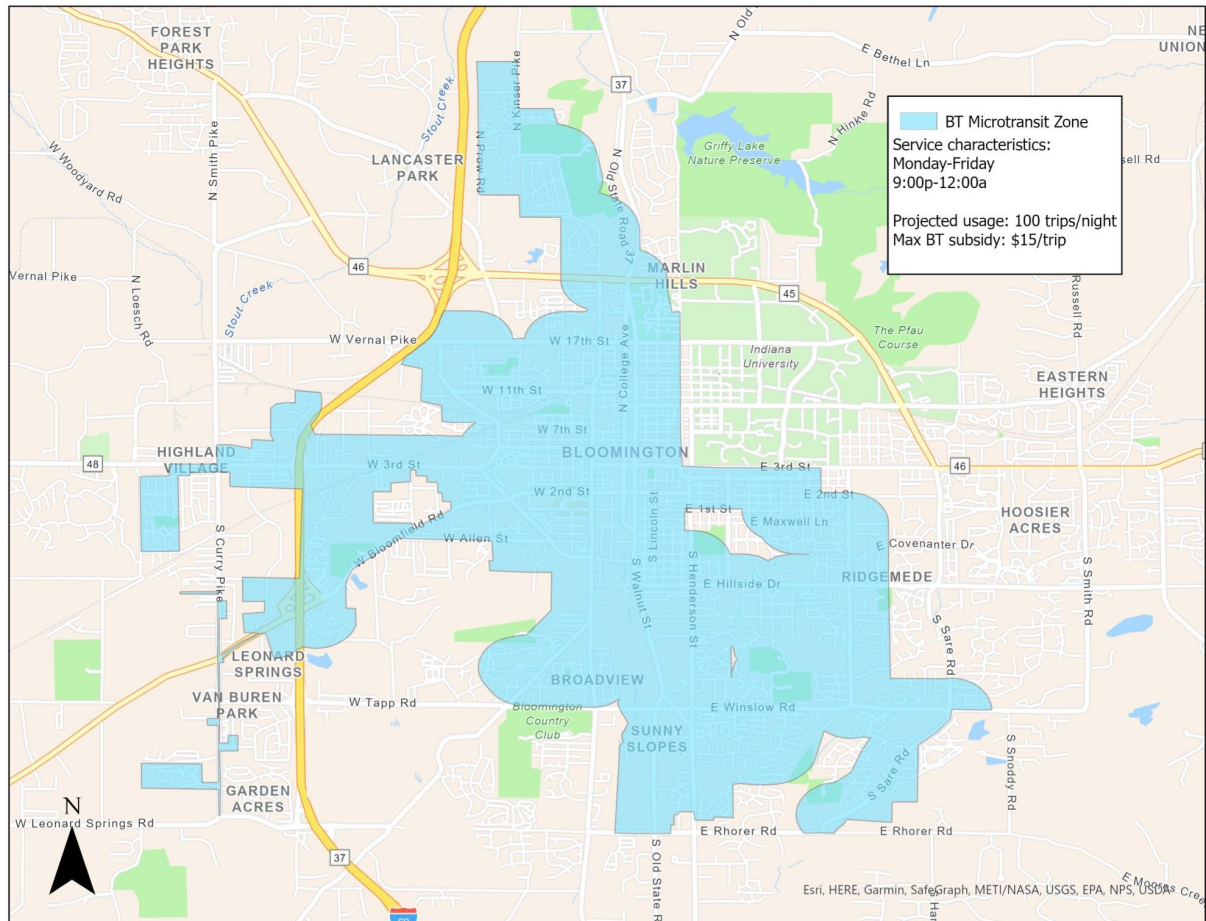 FOREST
PARK
HEIGHTS
N Kinser Pike
37
E Bethel Ln
NE
UNION
Stout Creek
N Prow Rd
N Smith Pike
W Woodyard Rd
LANCASTER
PARK
Griffy Lake
Nature Preserve
N Hinkle Rd
BT Microtransit Zone
Service characteristics:
Monday-Friday
9:00p-12:00a
Projected usage: 100 trips/night
Max BT subsidy: $15/trip
N Old State Road 37
46
MARLIN
HILLS
45
Vernal Pike
N Loesch Rd
Stout Creek
N Russell Rd
W Vernal Pike
W 17th St
N College Ave
Indiana
University
The Pfau
Course
EASTERN
HEIGHTS
W 11th St
W 7th St
HIGHLAND
VILLAGE
48
W 3rd St
BLOOMINGTON
E 3rd St
46
W 2nd St
E 2nd St
S Lincoln St
E 1st St
E Maxwell Ln
HOOSIER
ACRES
S Curry Pike
W Bloomfield Rd
W Allen St
E Covenanter Dr
S Walnut St
S Henderson St
E Hillside Dr
RIDGEMEDE
S Smith Rd
S Sare Rd
LEONARD
SPRINGS
VAN BUREN
PARK
W Tapp Rd
BROADVIEW
Bloomington
Country
Club
E Winslow Rd
SUNNY
SLOPES
S Sare Rd
S Snoddy Rd
GARDEN
ACRES
N
W Leonard Springs Rd
37
E Rhorer Rd
E Rhorer Rd
S Old State R
E Moores Cree
69
Esri, HERE, Garmin, SafeGraph, METI/NASA, USGS, EPA, NPS, USDA